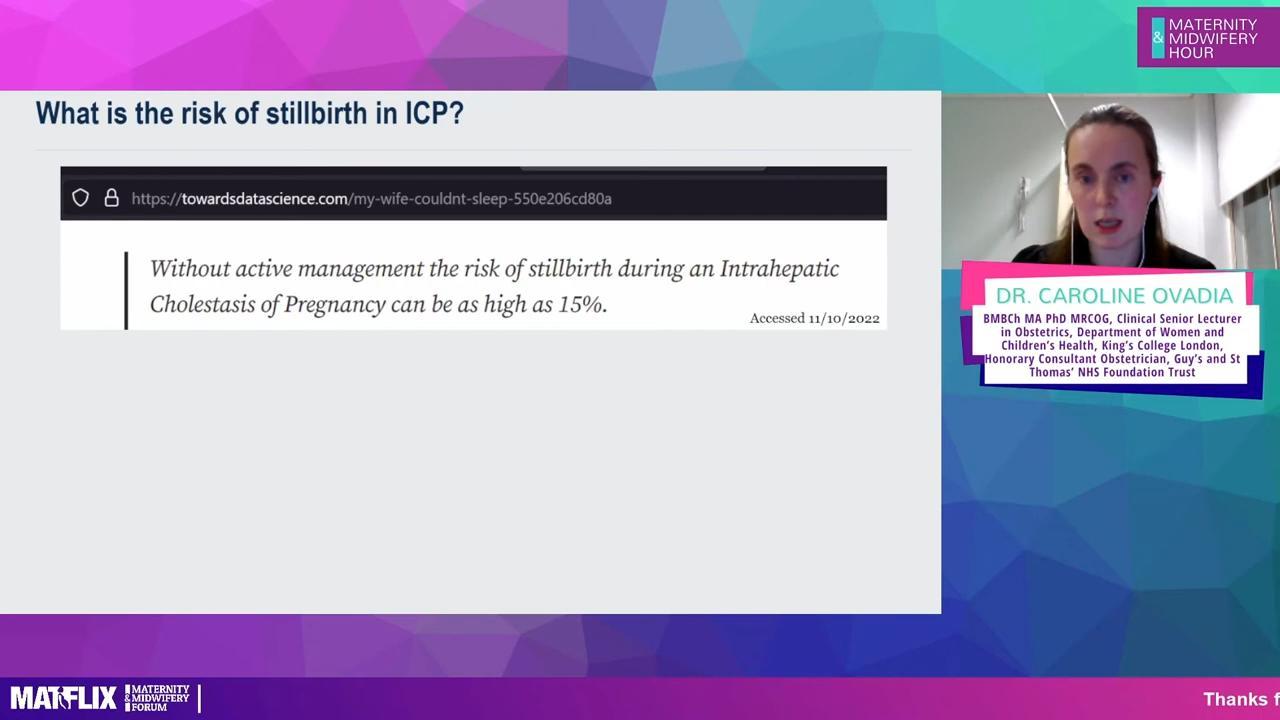 MATERNITY
& MIDWIFERY
HOUR
What is the risk of stillbirth in ICP?
https://towardsdatascience.com/my-wife-couldnt-sleep-550e206cd80a
Without active management the risk of stillbirth during an Intrahepatic
Cholestasis of Pregnancy can be as high as 15%.
Accessed 11/10/2022
DR. CAROLINE OVADIA
BMBCh MA PhD MRCOG, Clinical Senior Lecturer
in Obstetrics, Department of Women and
Children's Health, King's College London,
Honorary Consultant Obstetrician, Guy's and St
Thomas' NHS Foundation Trust
MATFLIX
MATERNITY
& MIDWIFERY
FORUM
Thanks f